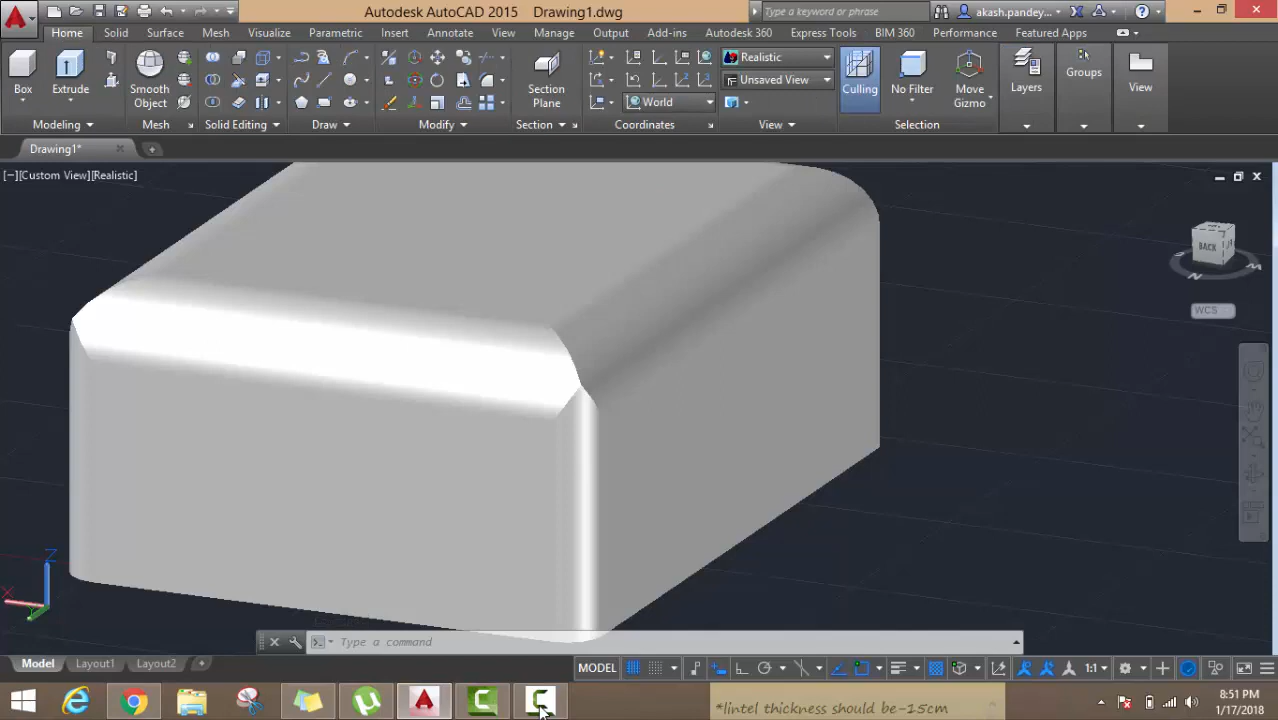 Autodesk AutoCAD 2015 Drawing1.dwg
Type a keyword or phrase
akash.pandey...
Home Solid Surface Mesh Visualize Parametric Insert Annotate View Manage Output Add-ins Autodesk 360 Express Tools BIM 360 Performance Featured Apps
Realistic
Unsaved View
World
Box Extrude Smooth Object Section Plane Culling No Filter Move Gizmo Layers Groups View
Modeling Mesh Solid Editing Draw Modify Section Coordinates View Selection
Drawing1*
[−][Custom View][Realistic]
BACK
N
WCS
Z
X
Type a command
Model Layout1 Layout2
MODEL 1:1
*lintel thickness should be-15cm
8:51 PM
1/17/2018